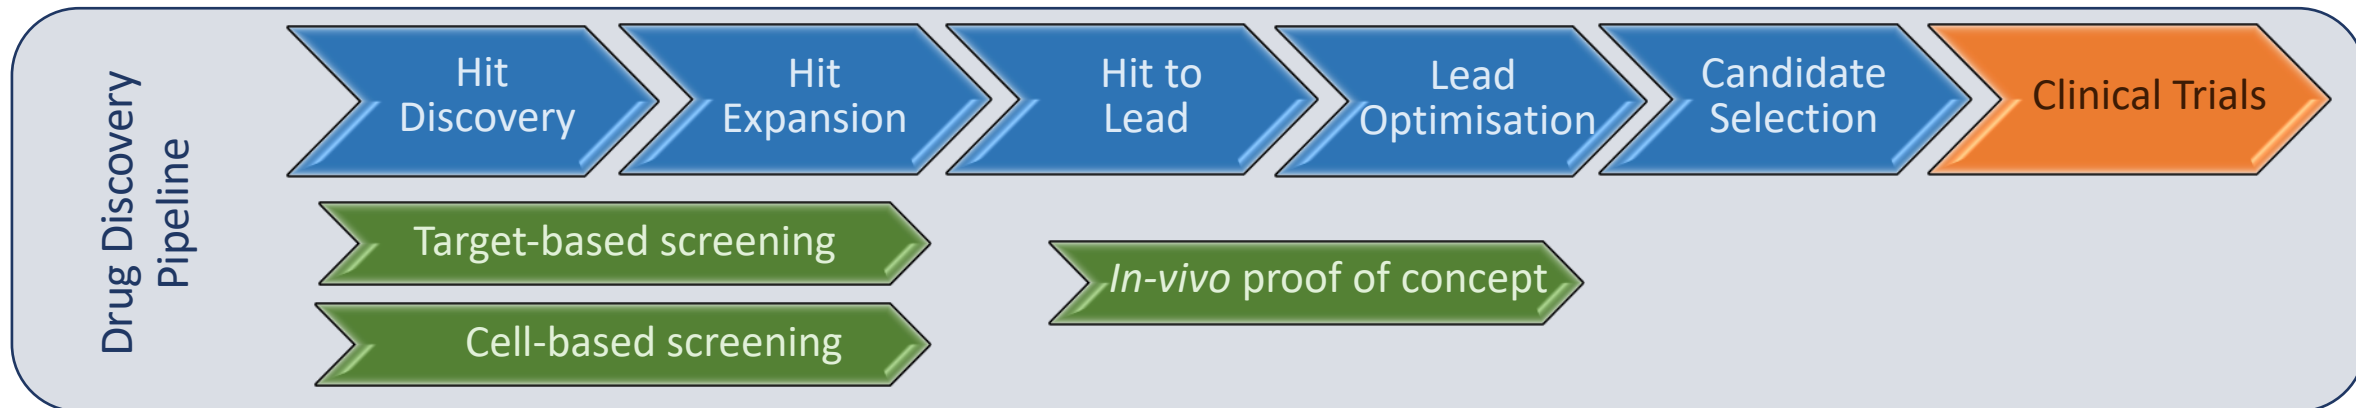 Drug Discovery
Pipeline
Hit
Discovery
Hit
Expansion
Hit to
Lead
Lead
Optimisation
Candidate
Selection
Clinical Trials
Target-based screening
In-vivo proof of concept
Cell-based screening